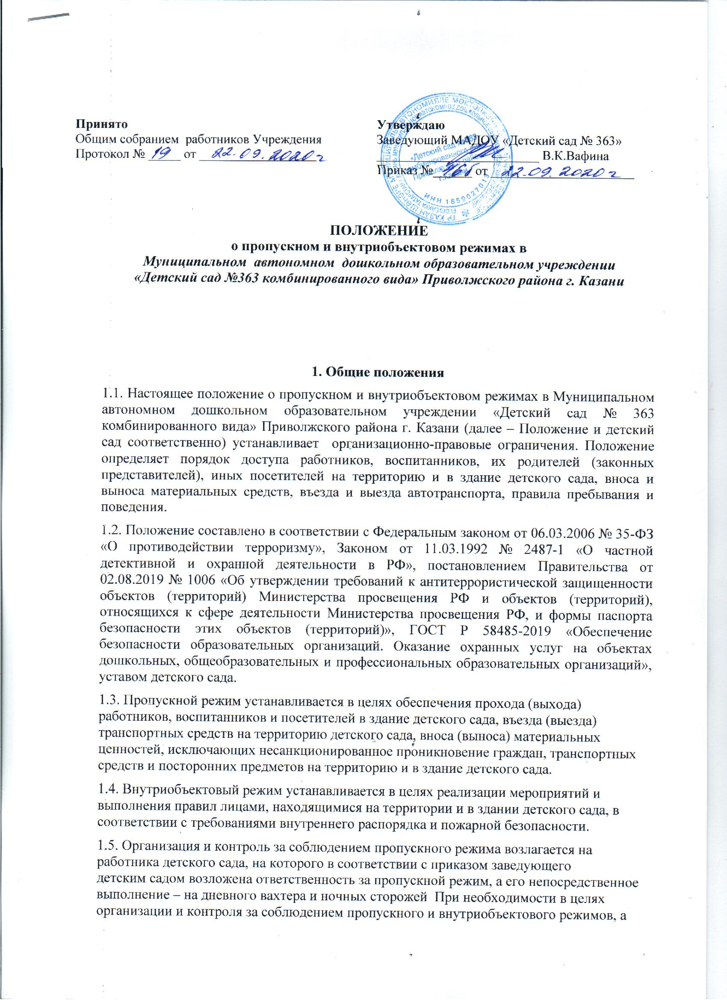 Принято
Общим собранием работников Учреждения
Протокол № 19 от 22.09.2020 г
Утверждаю
Заведующий МАДОУ «Детский сад № 363»
В.К.Вафина
Приказ № от 22.09.2020 г
«Детский сад №363
комбинированного вида»
Приволжского района
г.Казани
ИНН 1659027013
ПОЛОЖЕНИЕ
о пропускном и внутриобъектовом режимах в
Муниципальном автономном дошкольном образовательном учреждении
«Детский сад №363 комбинированного вида» Приволжского района г. Казани
1. Общие положения
1.1. Настоящее положение о пропускном и внутриобъектовом режимах в Муниципальном
автономном дошкольном образовательном учреждении «Детский сад № 363
комбинированного вида» Приволжского района г. Казани (далее – Положение и детский
сад соответственно) устанавливает организационно-правовые ограничения. Положение
определяет порядок доступа работников, воспитанников, их родителей (законных
представителей), иных посетителей на территорию и в здание детского сада, вноса и
выноса материальных средств, въезда и выезда автотранспорта, правила пребывания и
поведения.
1.2. Положение составлено в соответствии с Федеральным законом от 06.03.2006 № 35-ФЗ
«О противодействии терроризму», Законом от 11.03.1992 № 2487-1 «О частной
детективной и охранной деятельности в РФ», постановлением Правительства от
02.08.2019 № 1006 «Об утверждении требований к антитеррористической защищенности
объектов (территорий) Министерства просвещения РФ и объектов (территорий),
относящихся к сфере деятельности Министерства просвещения РФ, и формы паспорта
безопасности этих объектов (территорий)», ГОСТ Р 58485-2019 «Обеспечение
безопасности образовательных организаций. Оказание охранных услуг на объектах
дошкольных, общеобразовательных и профессиональных образовательных организаций»,
уставом детского сада.
1.3. Пропускной режим устанавливается в целях обеспечения прохода (выхода)
работников, воспитанников и посетителей в здание детского сада, въезда (выезда)
транспортных средств на территорию детского сада, вноса (выноса) материальных
ценностей, исключающих несанкционированное проникновение граждан, транспортных
средств и посторонних предметов на территорию и в здание детского сада.
1.4. Внутриобъектовый режим устанавливается в целях реализации мероприятий и
выполнения правил лицами, находящимися на территории и в здании детского сада, в
соответствии с требованиями внутреннего распорядка и пожарной безопасности.
1.5. Организация и контроль за соблюдением пропускного режима возлагается на
работника детского сада, на которого в соответствии с приказом заведующего
детским садом возложена ответственность за пропускной режим, а его непосредственное
выполнение – на дневного вахтера и ночных сторожей При необходимости в целях
организации и контроля за соблюдением пропускного и внутриобъектового режимов, а